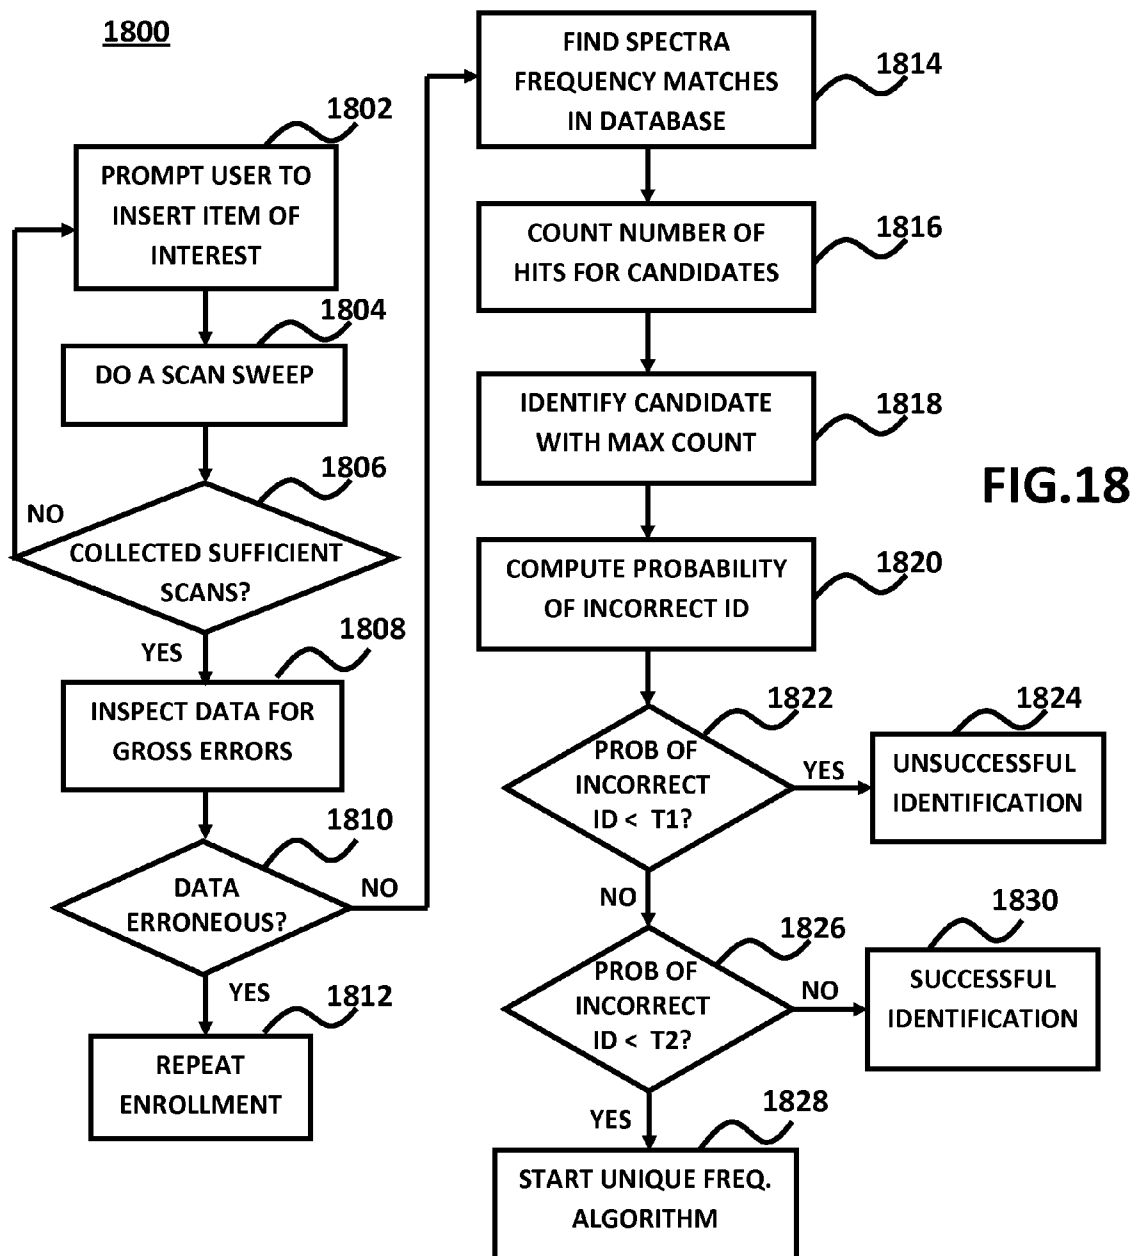 1800
1802
PROMPT USER TO
INSERT ITEM OF
INTEREST
1804
DO A SCAN SWEEP
1806
NO
COLLECTED SUFFICIENT
SCANS?
YES
1808
INSPECT DATA FOR
GROSS ERRORS
1810
DATA
ERRONEOUS?
NO
YES
1812
REPEAT
ENROLLMENT
FIND SPECTRA
FREQUENCY MATCHES
IN DATABASE
1814
COUNT NUMBER OF
HITS FOR CANDIDATES
1816
IDENTIFY CANDIDATE
WITH MAX COUNT
1818
COMPUTE PROBABILITY
OF INCORRECT ID
1820
1822
PROB OF
INCORRECT
ID < T1?
YES
1824
UNSUCCESSFUL
IDENTIFICATION
NO
1826
PROB OF
INCORRECT
ID < T2?
NO
1830
SUCCESSFUL
IDENTIFICATION
YES
1828
START UNIQUE FREQ.
ALGORITHM
FIG.18